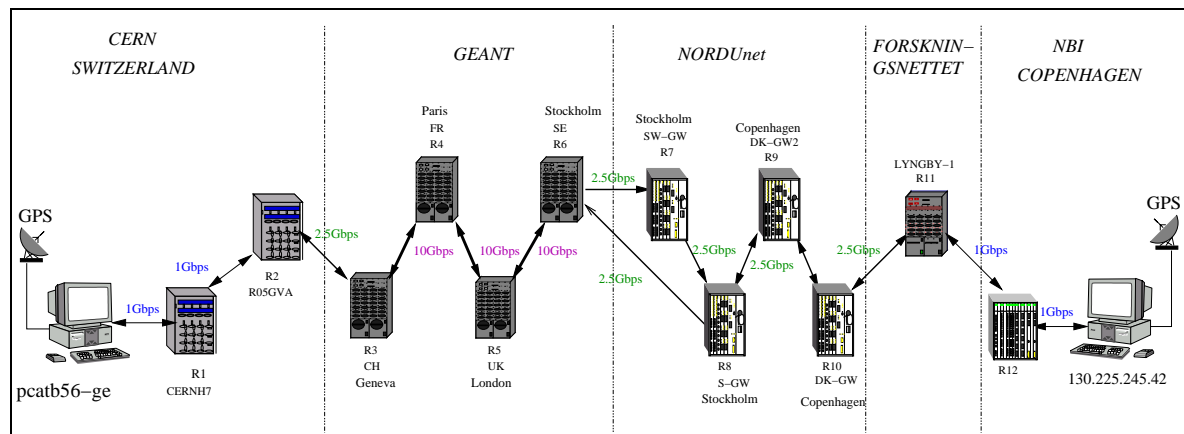 CERN
SWITZERLAND
GEANT
NORDUnet
FORSKNIN–
GSNETTET
NBI
COPENHAGEN
Paris
FR
R4
Stockholm
SE
R6
Stockholm
SW–GW
R7
Copenhagen
DK–GW2
R9
LYNGBY–1
R11
GPS
GPS
2.5Gbps
2.5Gbps
1Gbps
10Gbps
10Gbps
10Gbps
2.5Gbps
2.5Gbps
2.5Gbps
2.5Gbps
1Gbps
R2
R05GVA
1Gbps
1Gbps
R1
CERNH7
pcatb56–ge
R3
CH
Geneva
R5
UK
London
R8
S–GW
Stockholm
R10
DK–GW
Copenhagen
R12
130.225.245.42